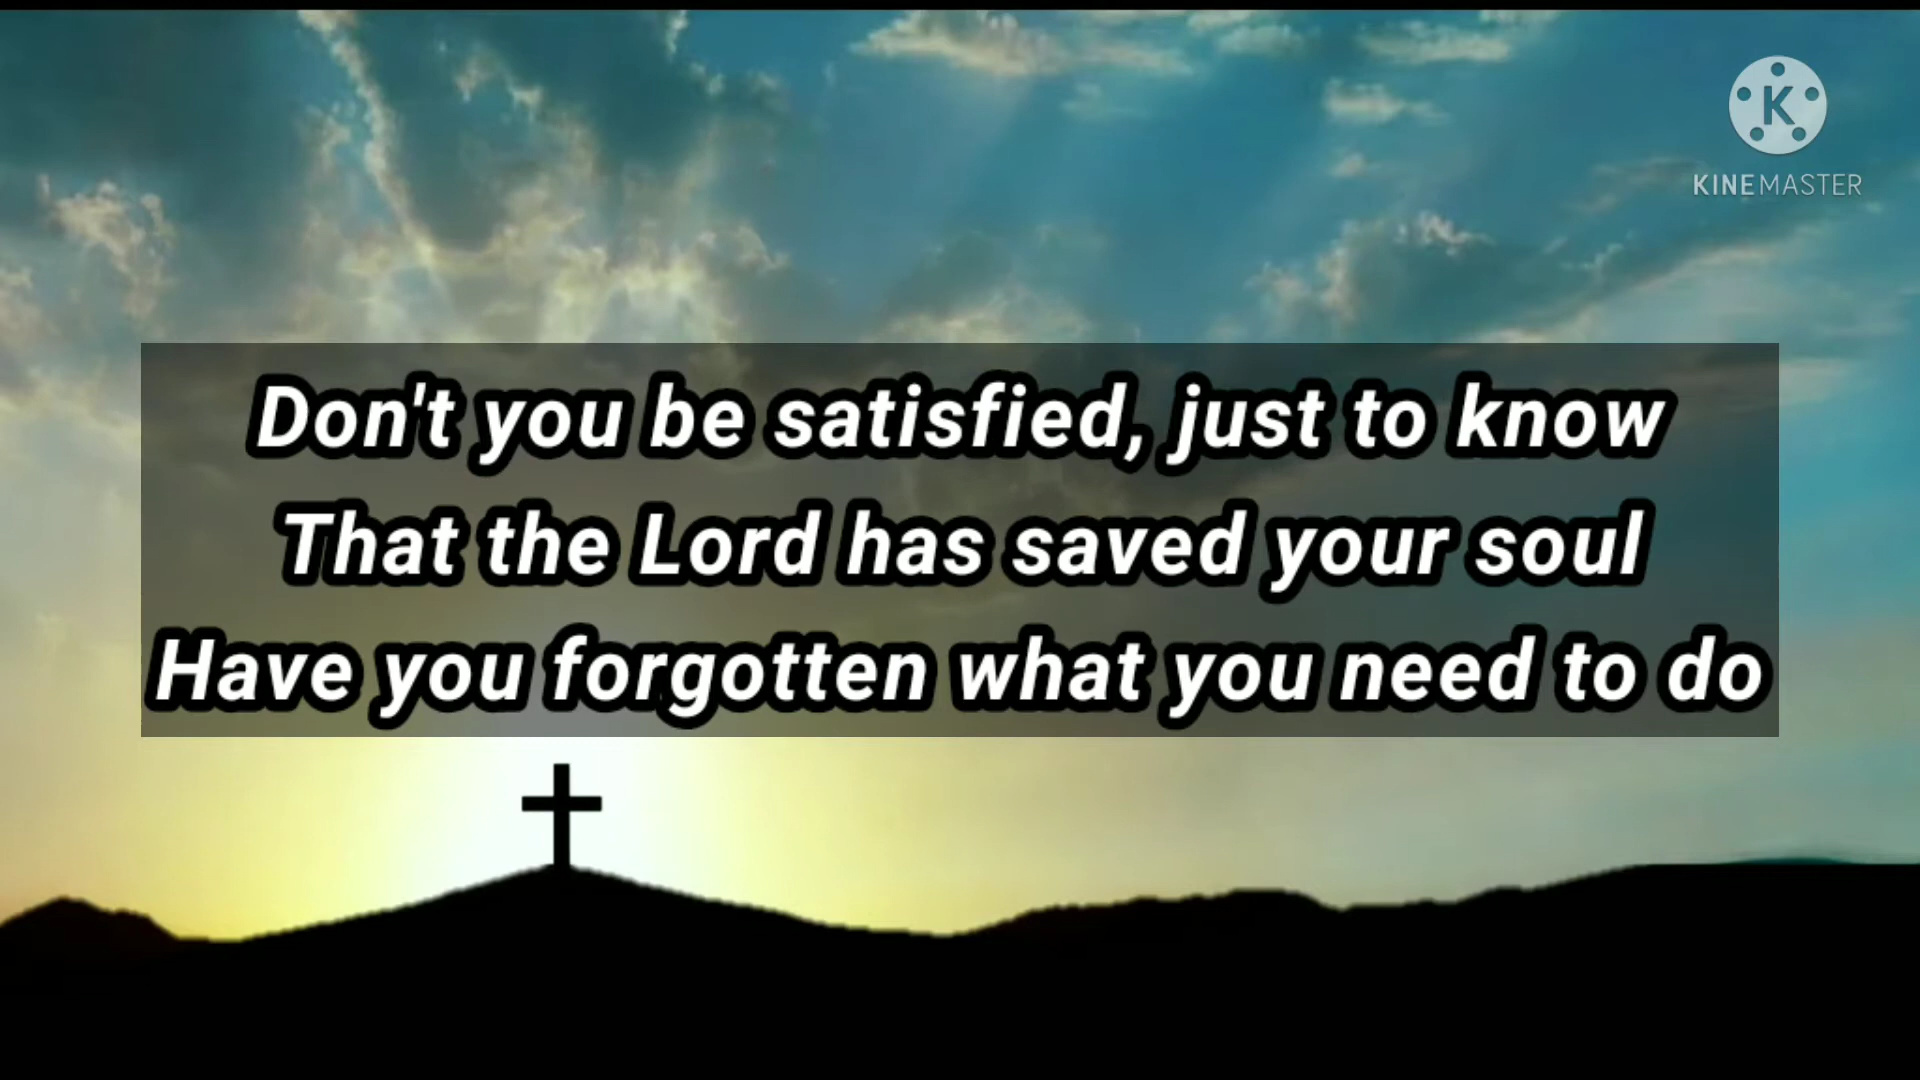 K
KINEMASTER
Don't you be satisfied, just to know
That the Lord has saved your soul
Have you forgotten what you need to do